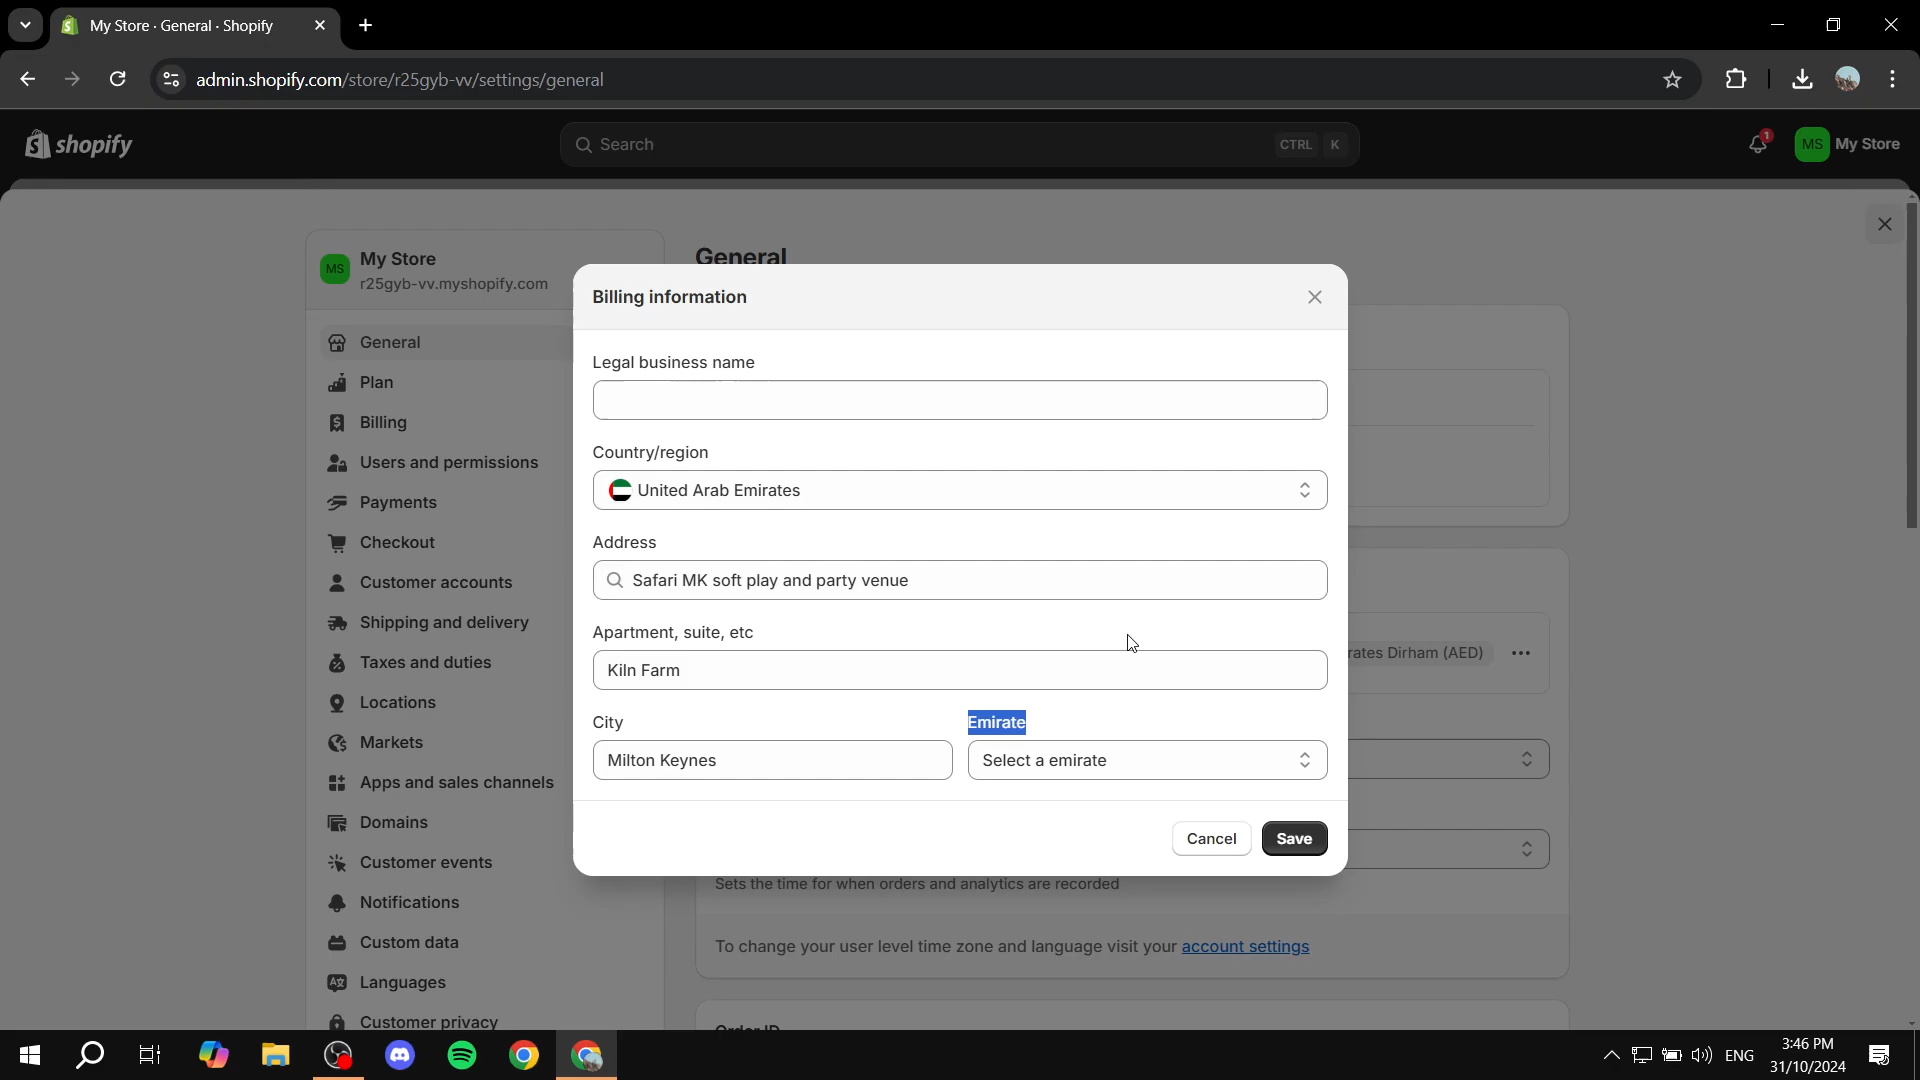 My Store · General · Shopify
admin.shopify.com/store/r25gyb-vv/settings/general
shopify
Search
CTRL K
1
MS My Store
MS
My Store
r25gyb-vv.myshopify.com
General
Plan
Billing
Users and permissions
Payments
Checkout
Customer accounts
Shipping and delivery
Taxes and duties
Locations
Markets
Apps and sales channels
Domains
Customer events
Notifications
Custom data
Languages
Customer privacy
General
Billing information
Legal business name
Country/region
United Arab Emirates
Address
Safari MK soft play and party venue
Apartment, suite, etc
Kiln Farm
City
Emirate
Milton Keynes
Select a emirate
Cancel
Save
rates Dirham (AED)
Sets the time for when orders and analytics are recorded
To change your user level time zone and language visit your account settings
Order ID
ENG
3:46 PM
31/10/2024